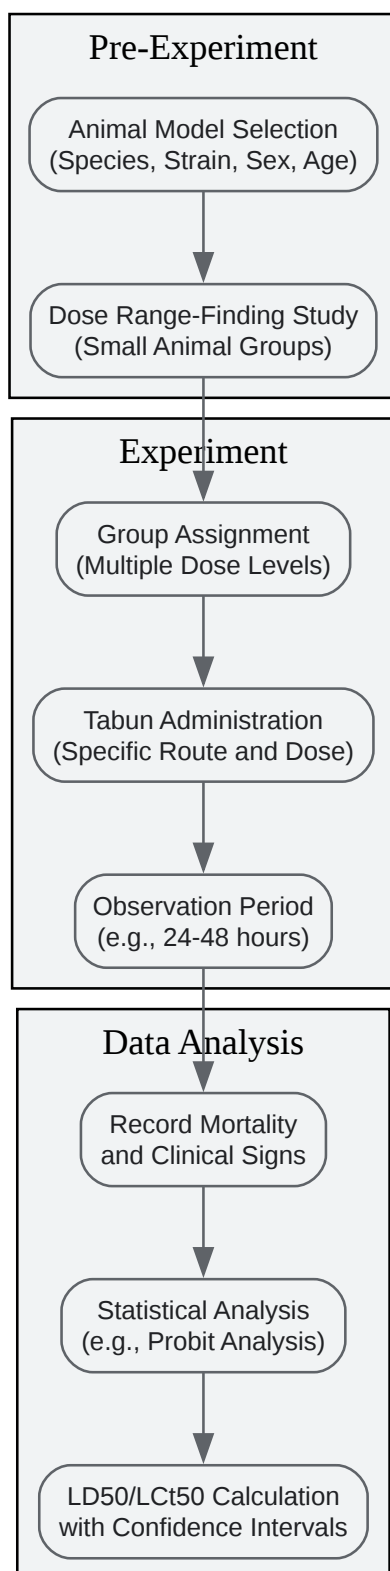 Pre-Experiment
Animal Model Selection
(Species, Strain, Sex, Age)
Dose Range-Finding Study
(Small Animal Groups)
Experiment
Group Assignment
(Multiple Dose Levels)
Tabun Administration
(Specific Route and Dose)
Observation Period
(e.g., 24-48 hours)
Data Analysis
Record Mortality
and Clinical Signs
Statistical Analysis
(e.g., Probit Analysis)
LD50/LCt50 Calculation
with Confidence Intervals